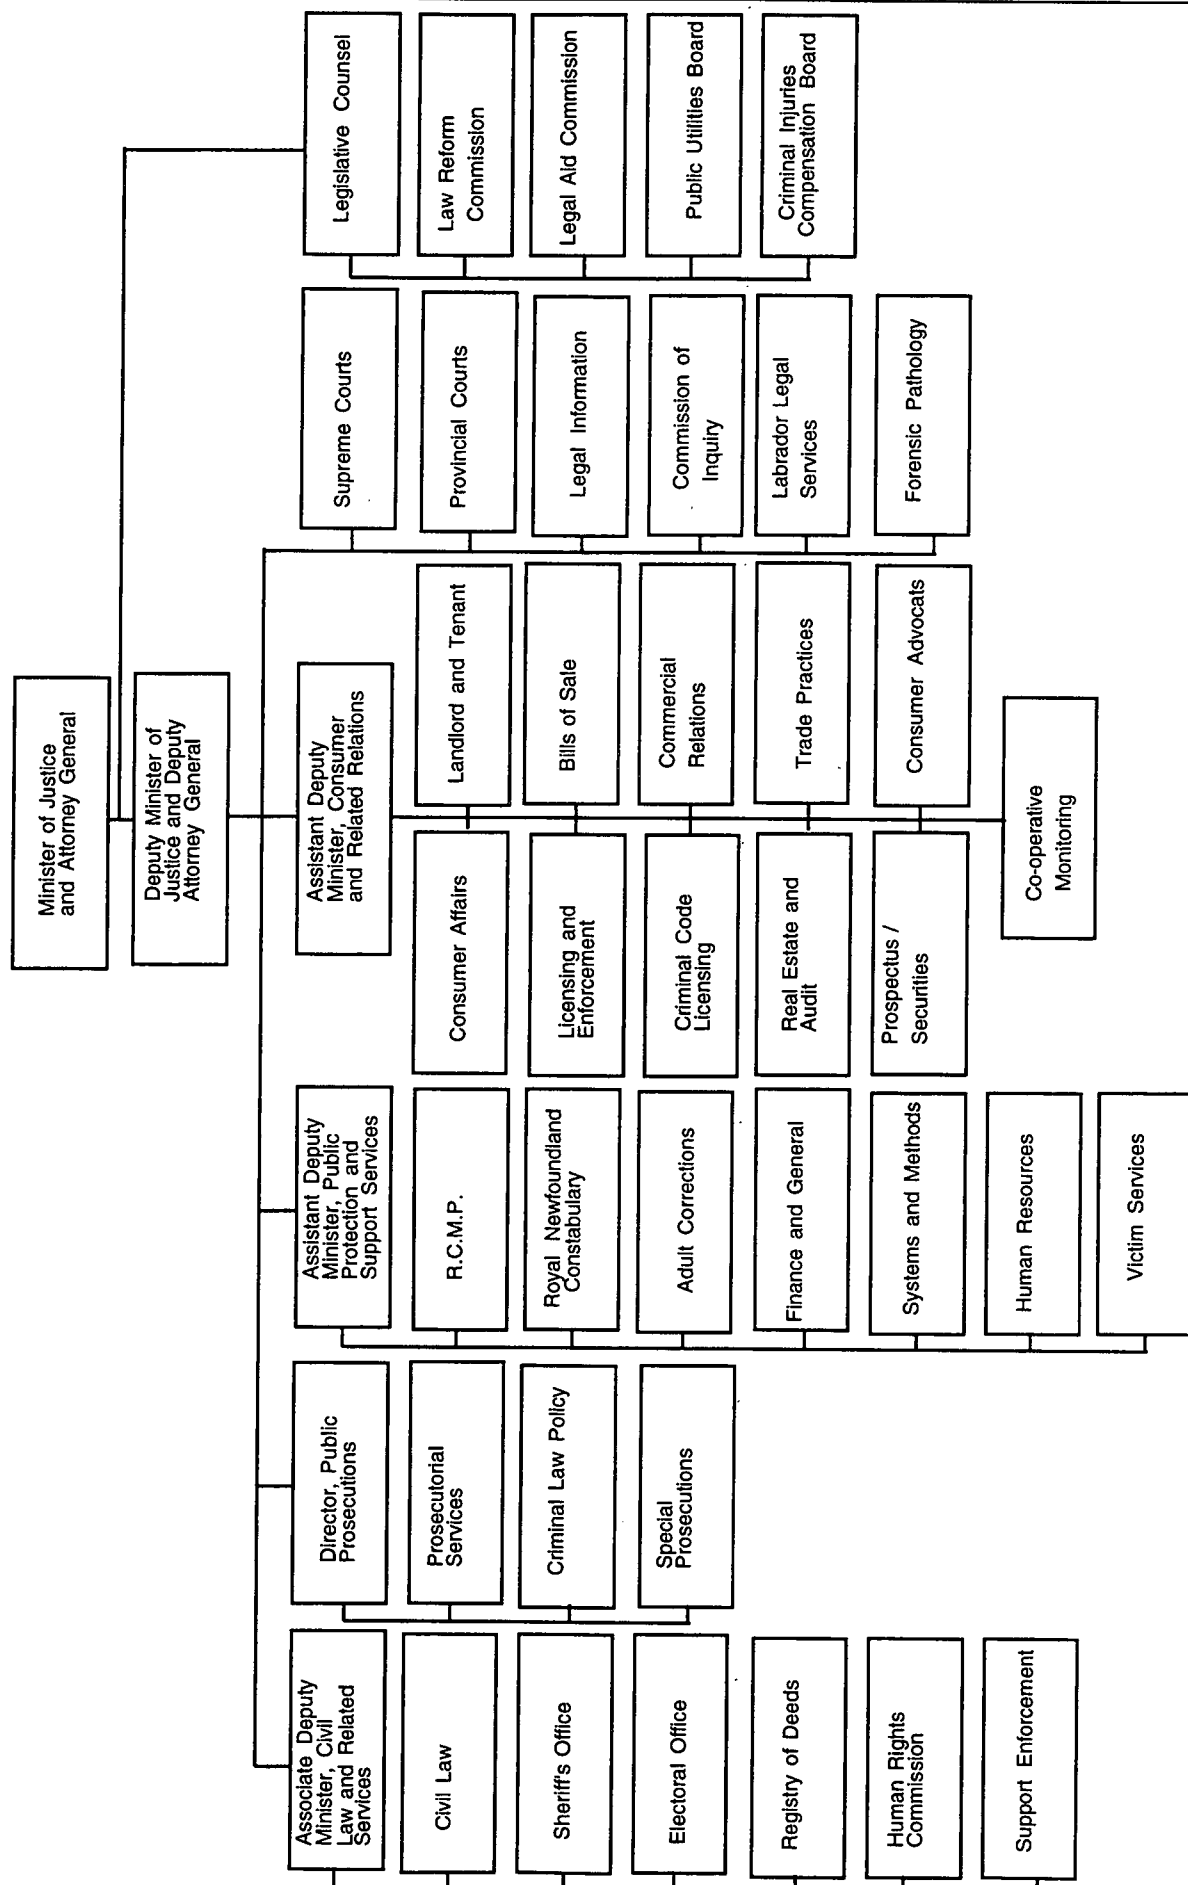 Minister of Justice
and Attorney General
Deputy Minister of
Justice and Deputy
Attorney General
Associate Deputy
Minister, Civil
Law and Related
Services
Civil Law
Sheriff's Office
Electoral Office
Registry of Deeds
Human Rights
Commission
Support Enforcement
Director, Public
Prosecutions
Prosecutorial
Services
Criminal Law Policy
Special
Prosecutions
Assistant Deputy
Minister, Public
Protection and
Support Services
R.C.M.P.
Royal Newfoundland
Constabulary
Adult Corrections
Finance and General
Systems and Methods
Human Resources
Victim Services
Assistant Deputy
Minister, Consumer
and Related Relations
Consumer Affairs
Licensing and
Enforcement
Criminal Code
Licensing
Real Estate and
Audit
Prospectus /
Securities
Landlord and Tenant
Bills of Sale
Commercial
Relations
Trade Practices
Consumer Advocats
Co-operative
Monitoring
Supreme Courts
Provincial Courts
Legal Information
Commission of
Inquiry
Labrador Legal
Services
Forensic Pathology
Legislative Counsel
Law Reform
Commission
Legal Aid Commission
Public Utilities Board
Criminal Injuries
Compensation Board